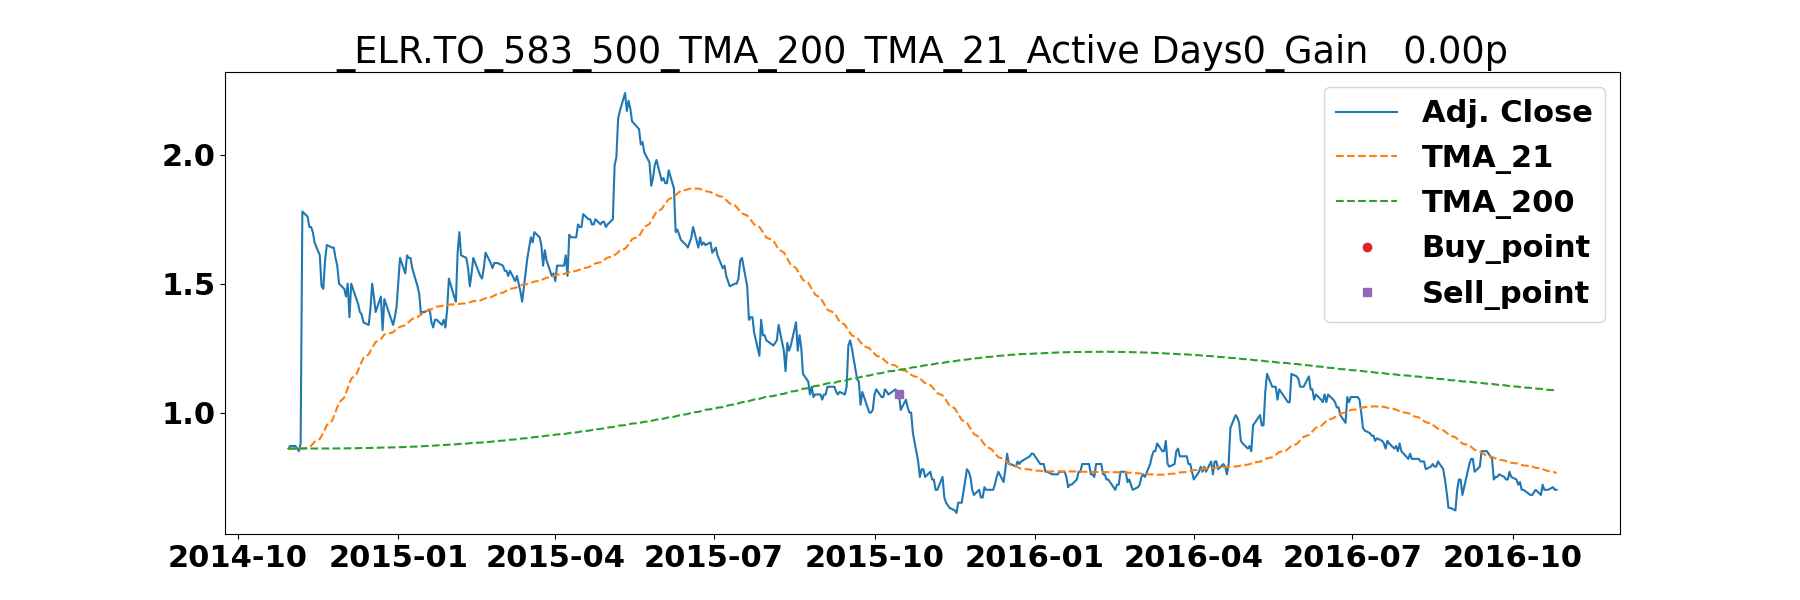 _ELR.TO_583_500_TMA_200_TMA_21_Active Days0_Gain   0.00p
Adj. Close
TMA_21
TMA_200
Buy_point
Sell_point
2.0
1.5
1.0
2014-10 2015-01 2015-04 2015-07 2015-10 2016-01 2016-04 2016-07 2016-10